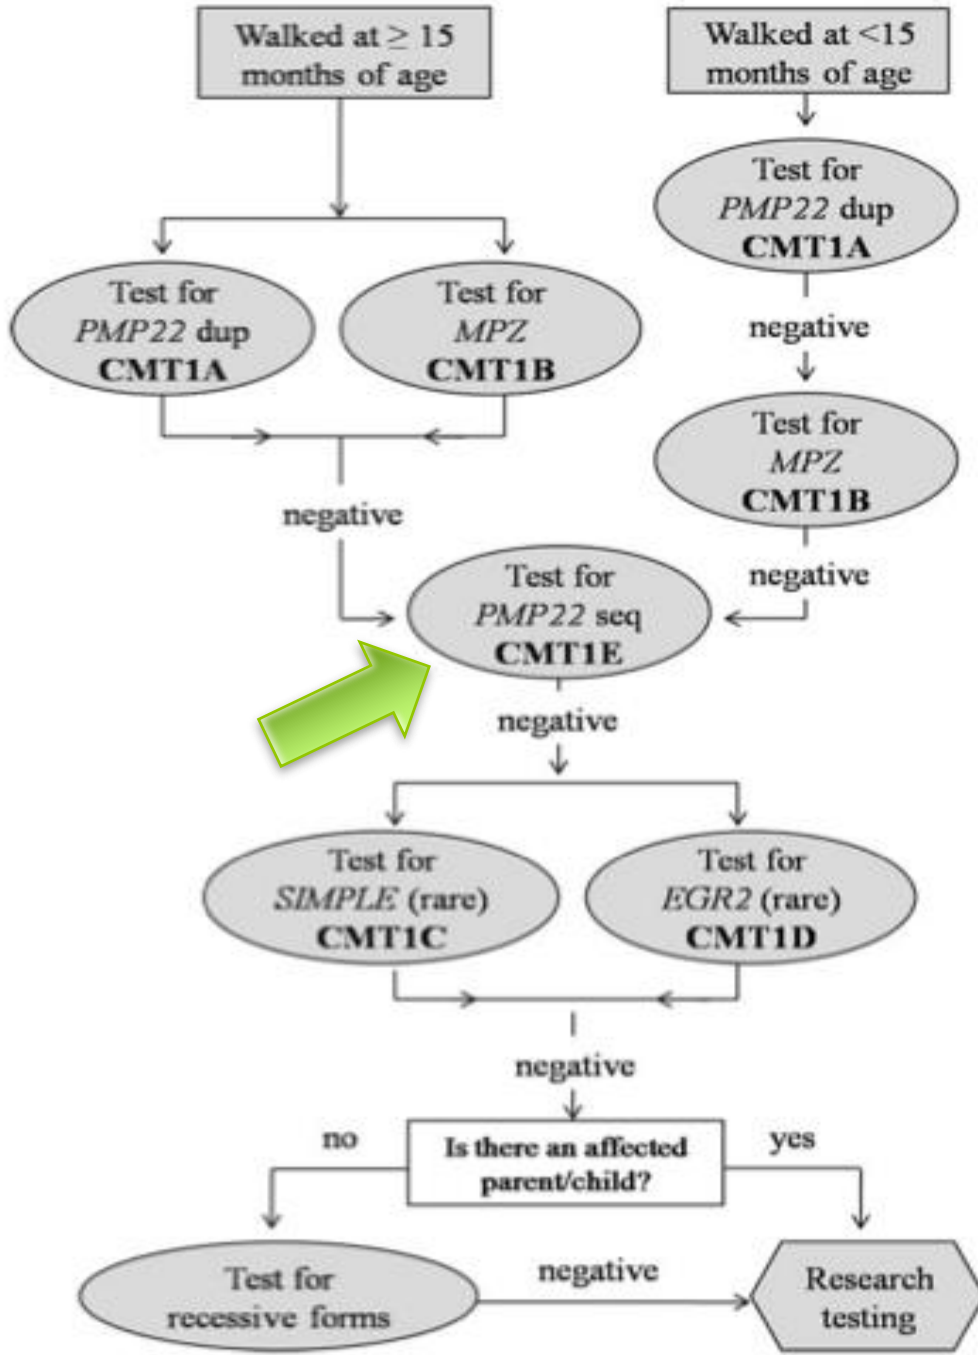 Walked at ≥ 15
months of age
Walked at <15
months of age
Test for
PMP22 dup
CMT1A
Test for
PMP22 dup
CMT1A
Test for
MPZ
CMT1B
negative
Test for
MPZ
CMT1B
negative
negative
Test for
PMP22 seq
CMT1E
negative
Test for
SIMPLE (rare)
CMT1C
Test for
EGR2 (rare)
CMT1D
negative
no
Is there an affected
parent/child?
yes
Test for
recessive forms
negative
Research
testing